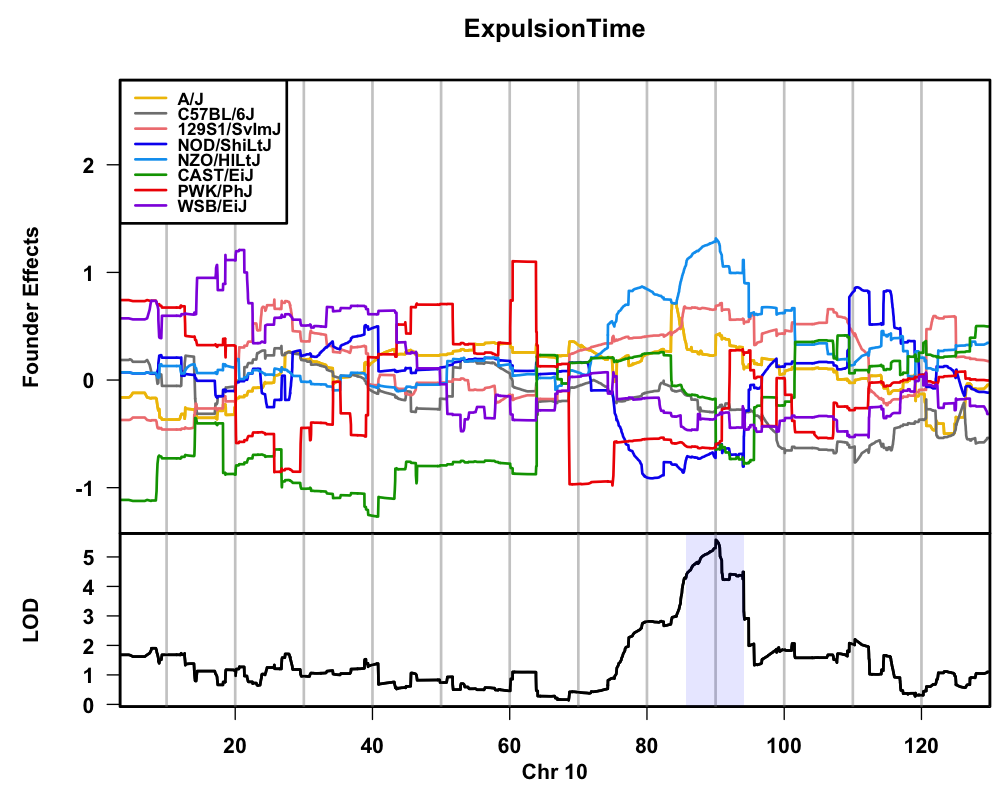 ExpulsionTime
A/J
C57BL/6J
129S1/SvImJ
NOD/ShiLtJ
NZO/HlLtJ
CAST/EiJ
PWK/PhJ
WSB/EiJ
Founder Effects
2
1
0
-1
LOD
5
4
3
2
1
0
20 40 60 80 100 120
Chr 10